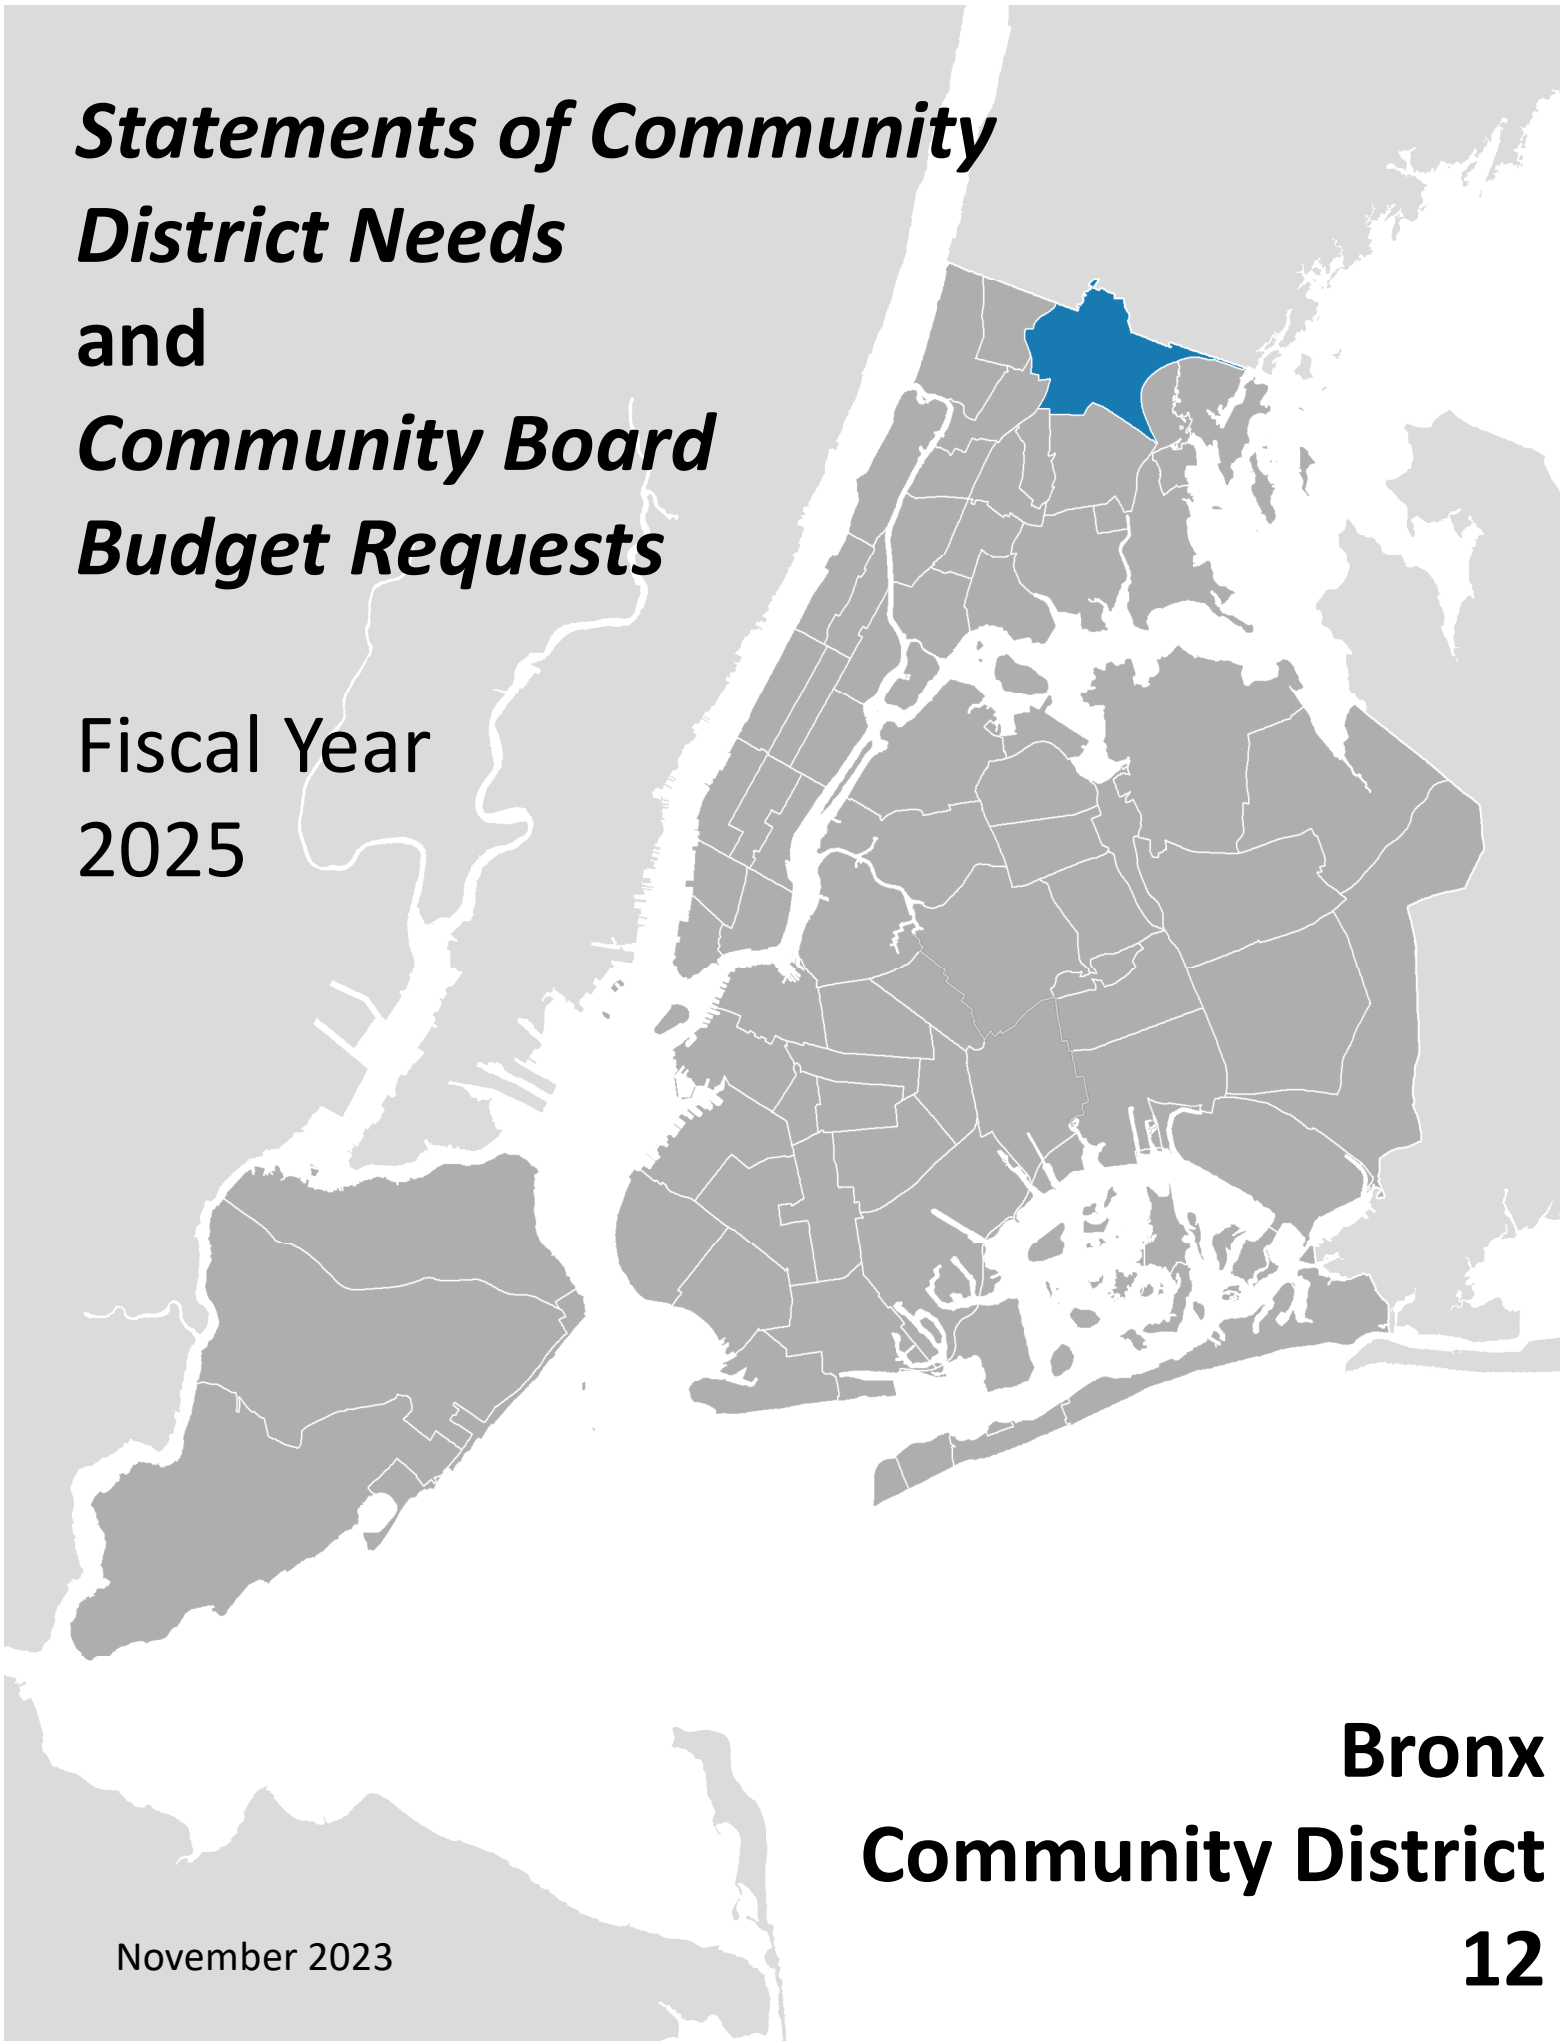 Statements of Community
District Needs
and
Community Board
Budget Requests
Fiscal Year
2025
Bronx
Community District
12
November 2023